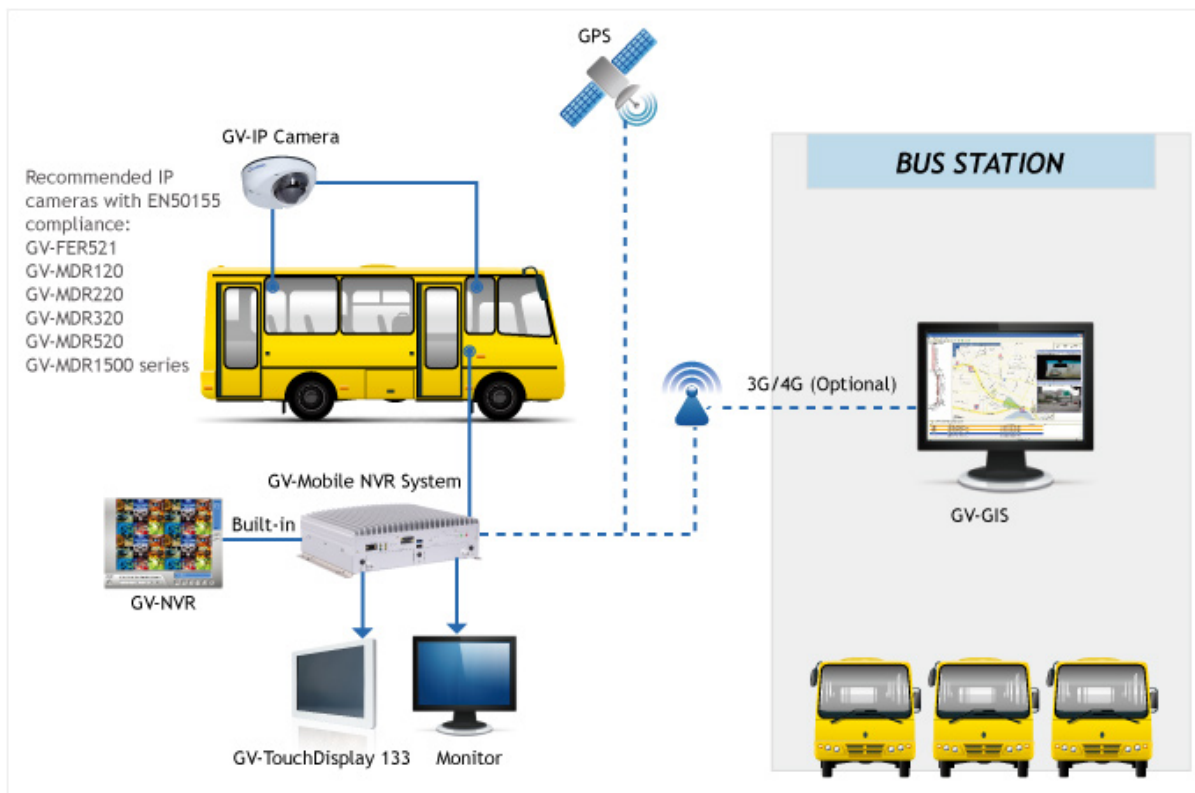 GPS
GV-IP Camera
BUS STATION
Recommended IP
cameras with EN50155
compliance:
GV-FER521
GV-MDR120
GV-MDR220
GV-MDR320
GV-MDR520
GV-MDR1500 series
3G/4G (Optional)
GV-Mobile NVR System
Built-in
GV-GIS
GV-NVR
GV-TouchDisplay 133
Monitor